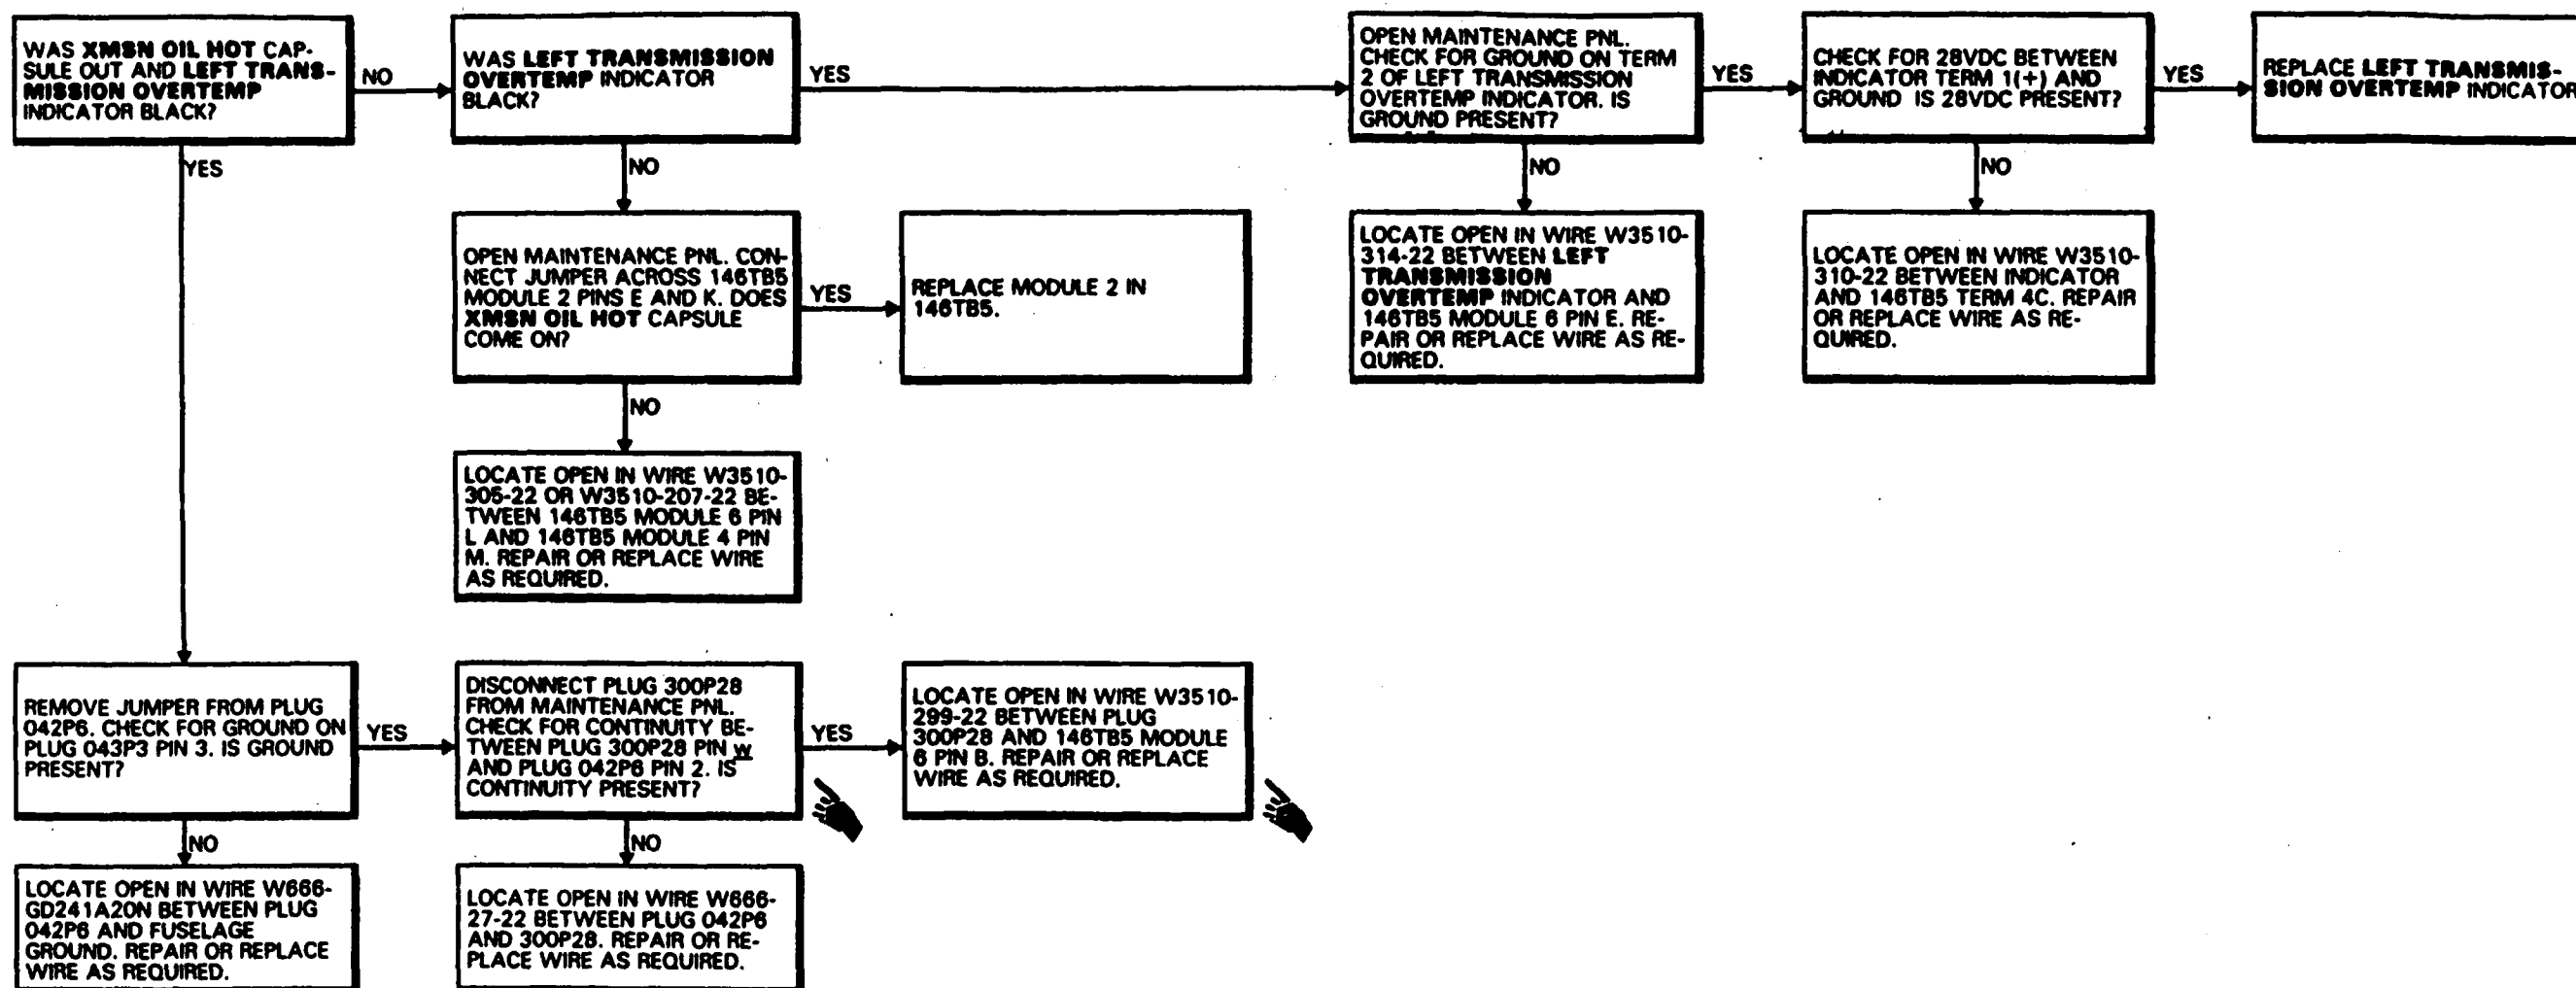 WAS XMSN OIL HOT CAP-
SULE OUT AND LEFT TRANS-
MISSION OVERTEMP
INDICATOR BLACK?
NO
WAS LEFT TRANSMISSION
OVERTEMP INDICATOR
BLACK?
YES
OPEN MAINTENANCE PNL.
CHECK FOR GROUND ON TERM
2 OF LEFT TRANSMISSION
OVERTEMP INDICATOR. IS
GROUND PRESENT?
YES
CHECK FOR 28VDC BETWEEN
INDICATOR TERM 1(+) AND
GROUND IS 28VDC PRESENT?
YES
REPLACE LEFT TRANSMIS-
SION OVERTEMP INDICATOR
YES
NO
NO
NO
OPEN MAINTENANCE PNL. CON-
NECT JUMPER ACROSS 146TB5
MODULE 2 PINS E AND K. DOES
XMSN OIL HOT CAPSULE
COME ON?
YES
REPLACE MODULE 2 IN
146TB5.
LOCATE OPEN IN WIRE W3510-
314-22 BETWEEN LEFT
TRANSMISSION
OVERTEMP INDICATOR AND
146TB5 MODULE 6 PIN E. RE-
PAIR OR REPLACE WIRE AS RE-
QUIRED.
LOCATE OPEN IN WIRE W3510-
310-22 BETWEEN INDICATOR
AND 146TB5 TERM 4C. REPAIR
OR REPLACE WIRE AS RE-
QUIRED.
NO
LOCATE OPEN IN WIRE W3510-
305-22 OR W3510-207-22 BE-
TWEEN 146TB5 MODULE 6 PIN
L AND 146TB5 MODULE 4 PIN
M. REPAIR OR REPLACE WIRE
AS REQUIRED.
REMOVE JUMPER FROM PLUG
042P6. CHECK FOR GROUND ON
PLUG 043P3 PIN 3. IS GROUND
PRESENT?
YES
DISCONNECT PLUG 300P28
FROM MAINTENANCE PNL.
CHECK FOR CONTINUITY BE-
TWEEN PLUG 300P28 PIN w
AND PLUG 042P6 PIN 2. IS
CONTINUITY PRESENT?
YES
LOCATE OPEN IN WIRE W3510-
299-22 BETWEEN PLUG
300P28 AND 146TB5 MODULE
6 PIN B. REPAIR OR REPLACE
WIRE AS REQUIRED.
NO
NO
LOCATE OPEN IN WIRE W666-
GD241A20N BETWEEN PLUG
042P6 AND FUSELAGE
GROUND. REPAIR OR REPLACE
WIRE AS REQUIRED.
LOCATE OPEN IN WIRE W666-
27-22 BETWEEN PLUG 042P6
AND 300P28. REPAIR OR RE-
PLACE WIRE AS REQUIRED.